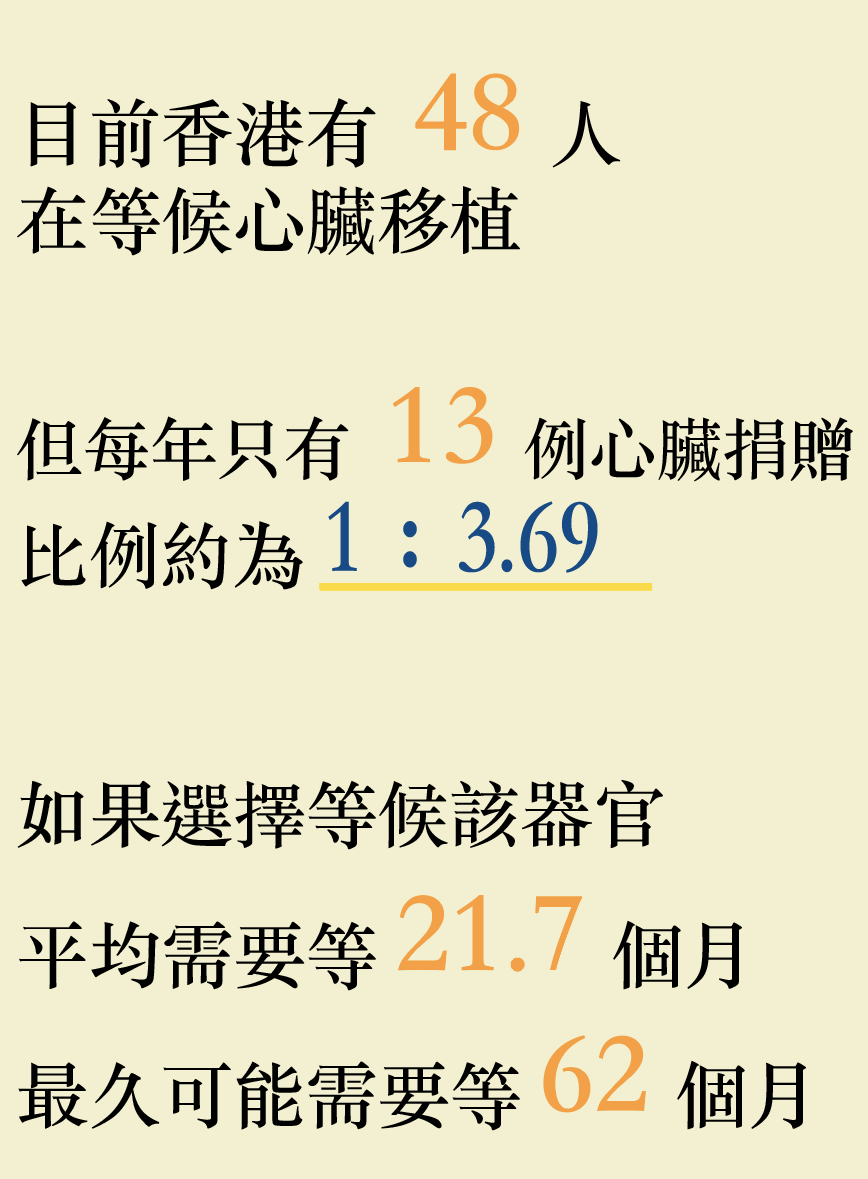 目前香港有 48 人
在等候心臟移植
但每年只有 13 例心臟捐贈
比例約為 1 : 3.69
如果選擇等候該器官
平均需要等 21.7 個月
最久可能需要等 62 個月